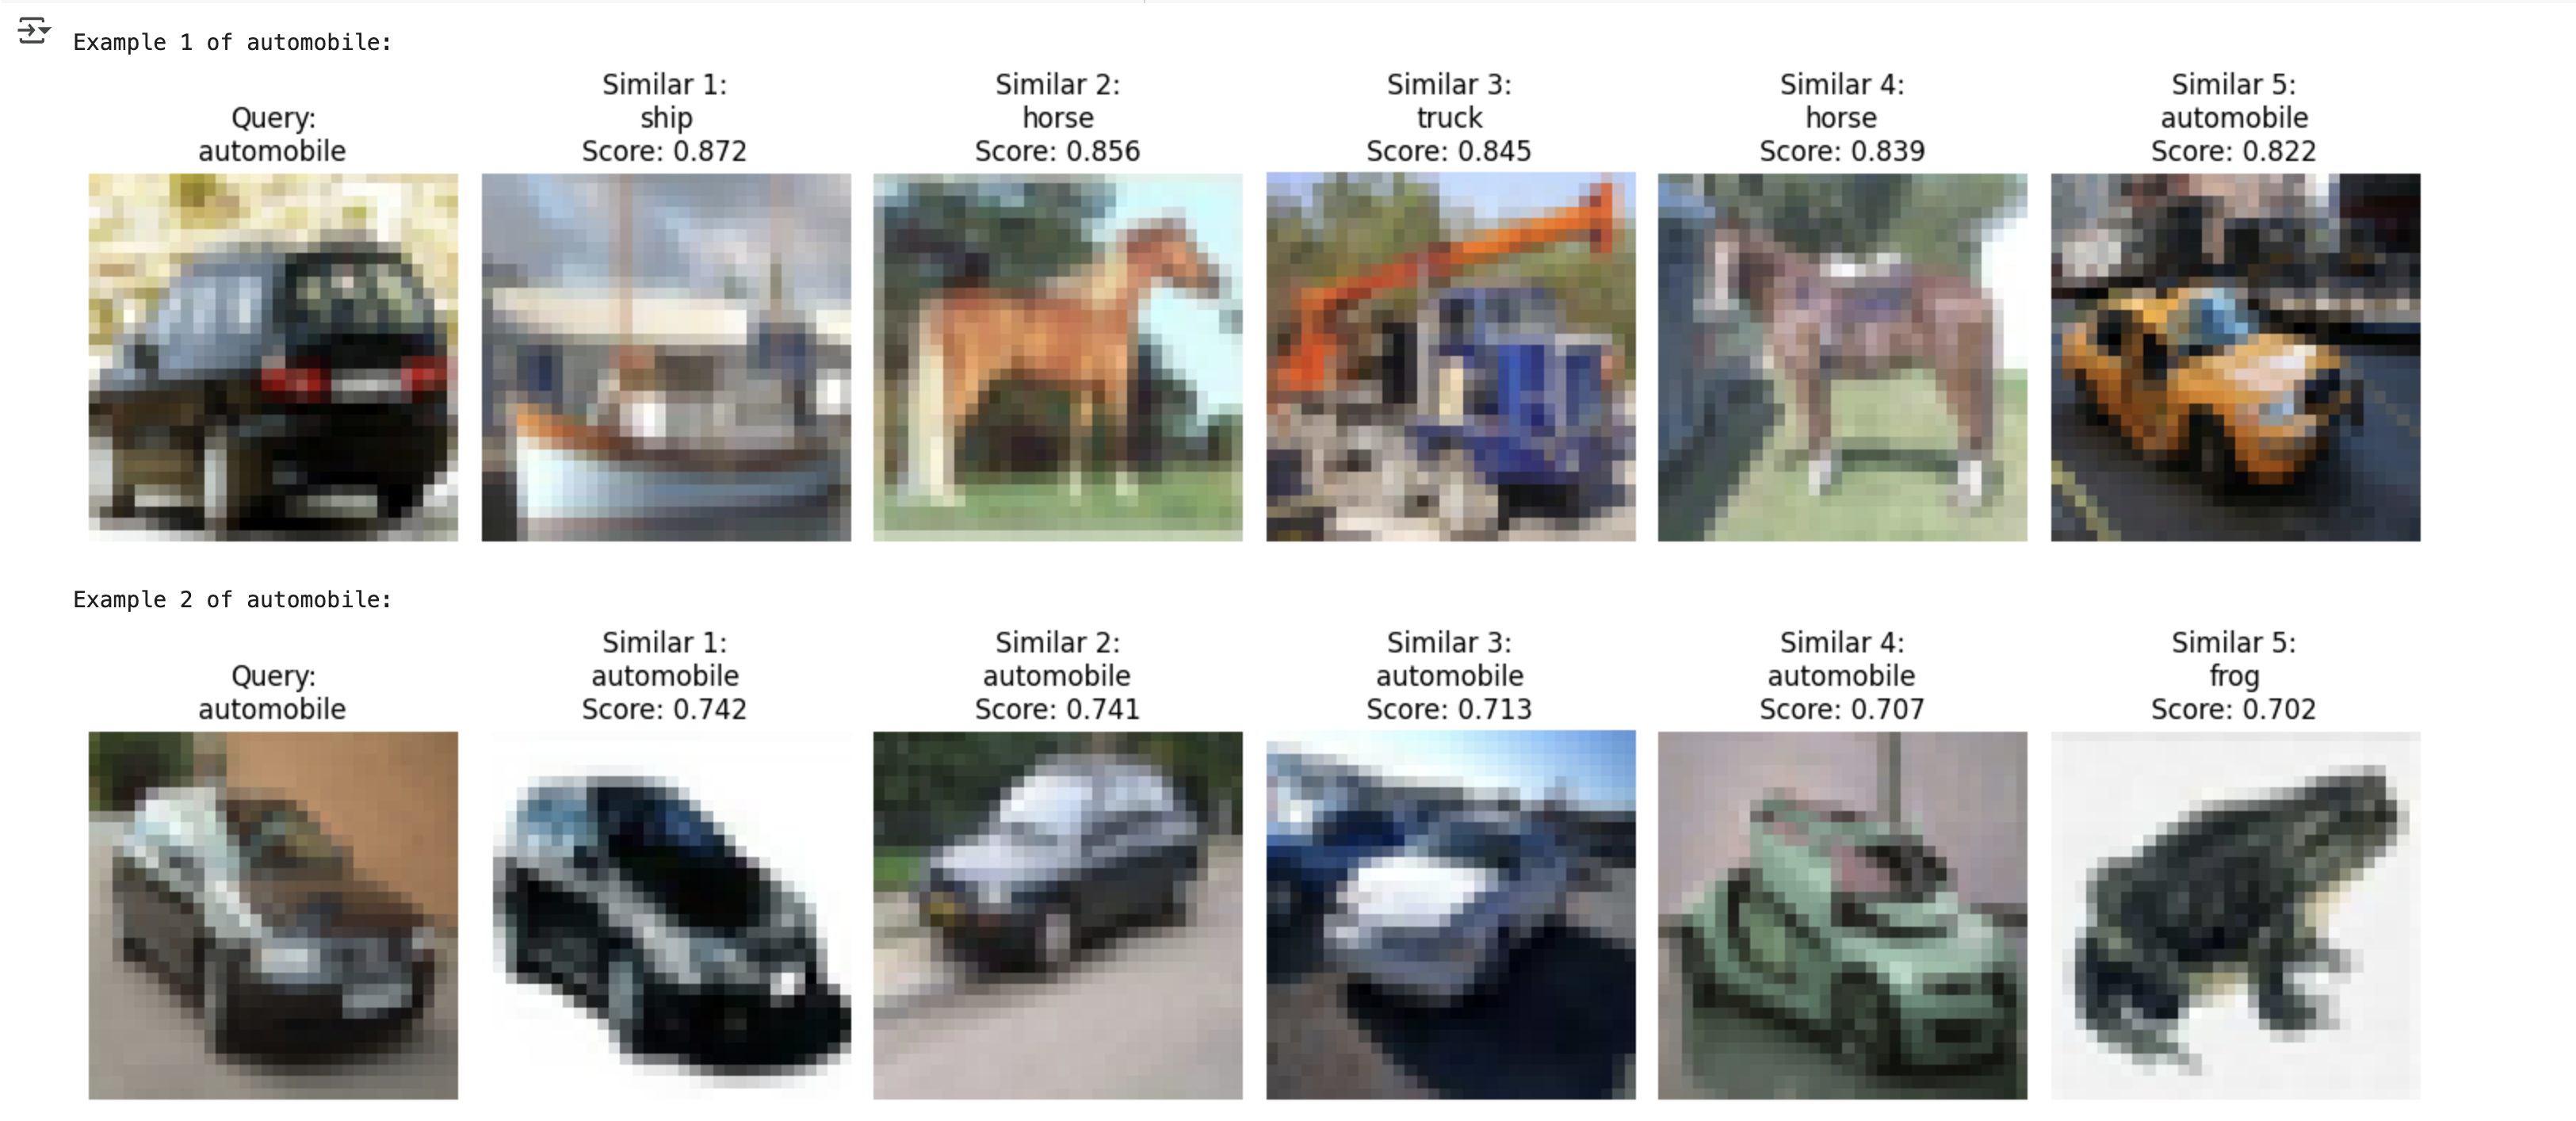 Example 1 of automobile:
Query:
automobile
Similar 1:
ship
Score: 0.872
Similar 2:
horse
Score: 0.856
Similar 3:
truck
Score: 0.845
Similar 4:
horse
Score: 0.839
Similar 5:
automobile
Score: 0.822
Example 2 of automobile:
Query:
automobile
Similar 1:
automobile
Score: 0.742
Similar 2:
automobile
Score: 0.741
Similar 3:
automobile
Score: 0.713
Similar 4:
automobile
Score: 0.707
Similar 5:
frog
Score: 0.702